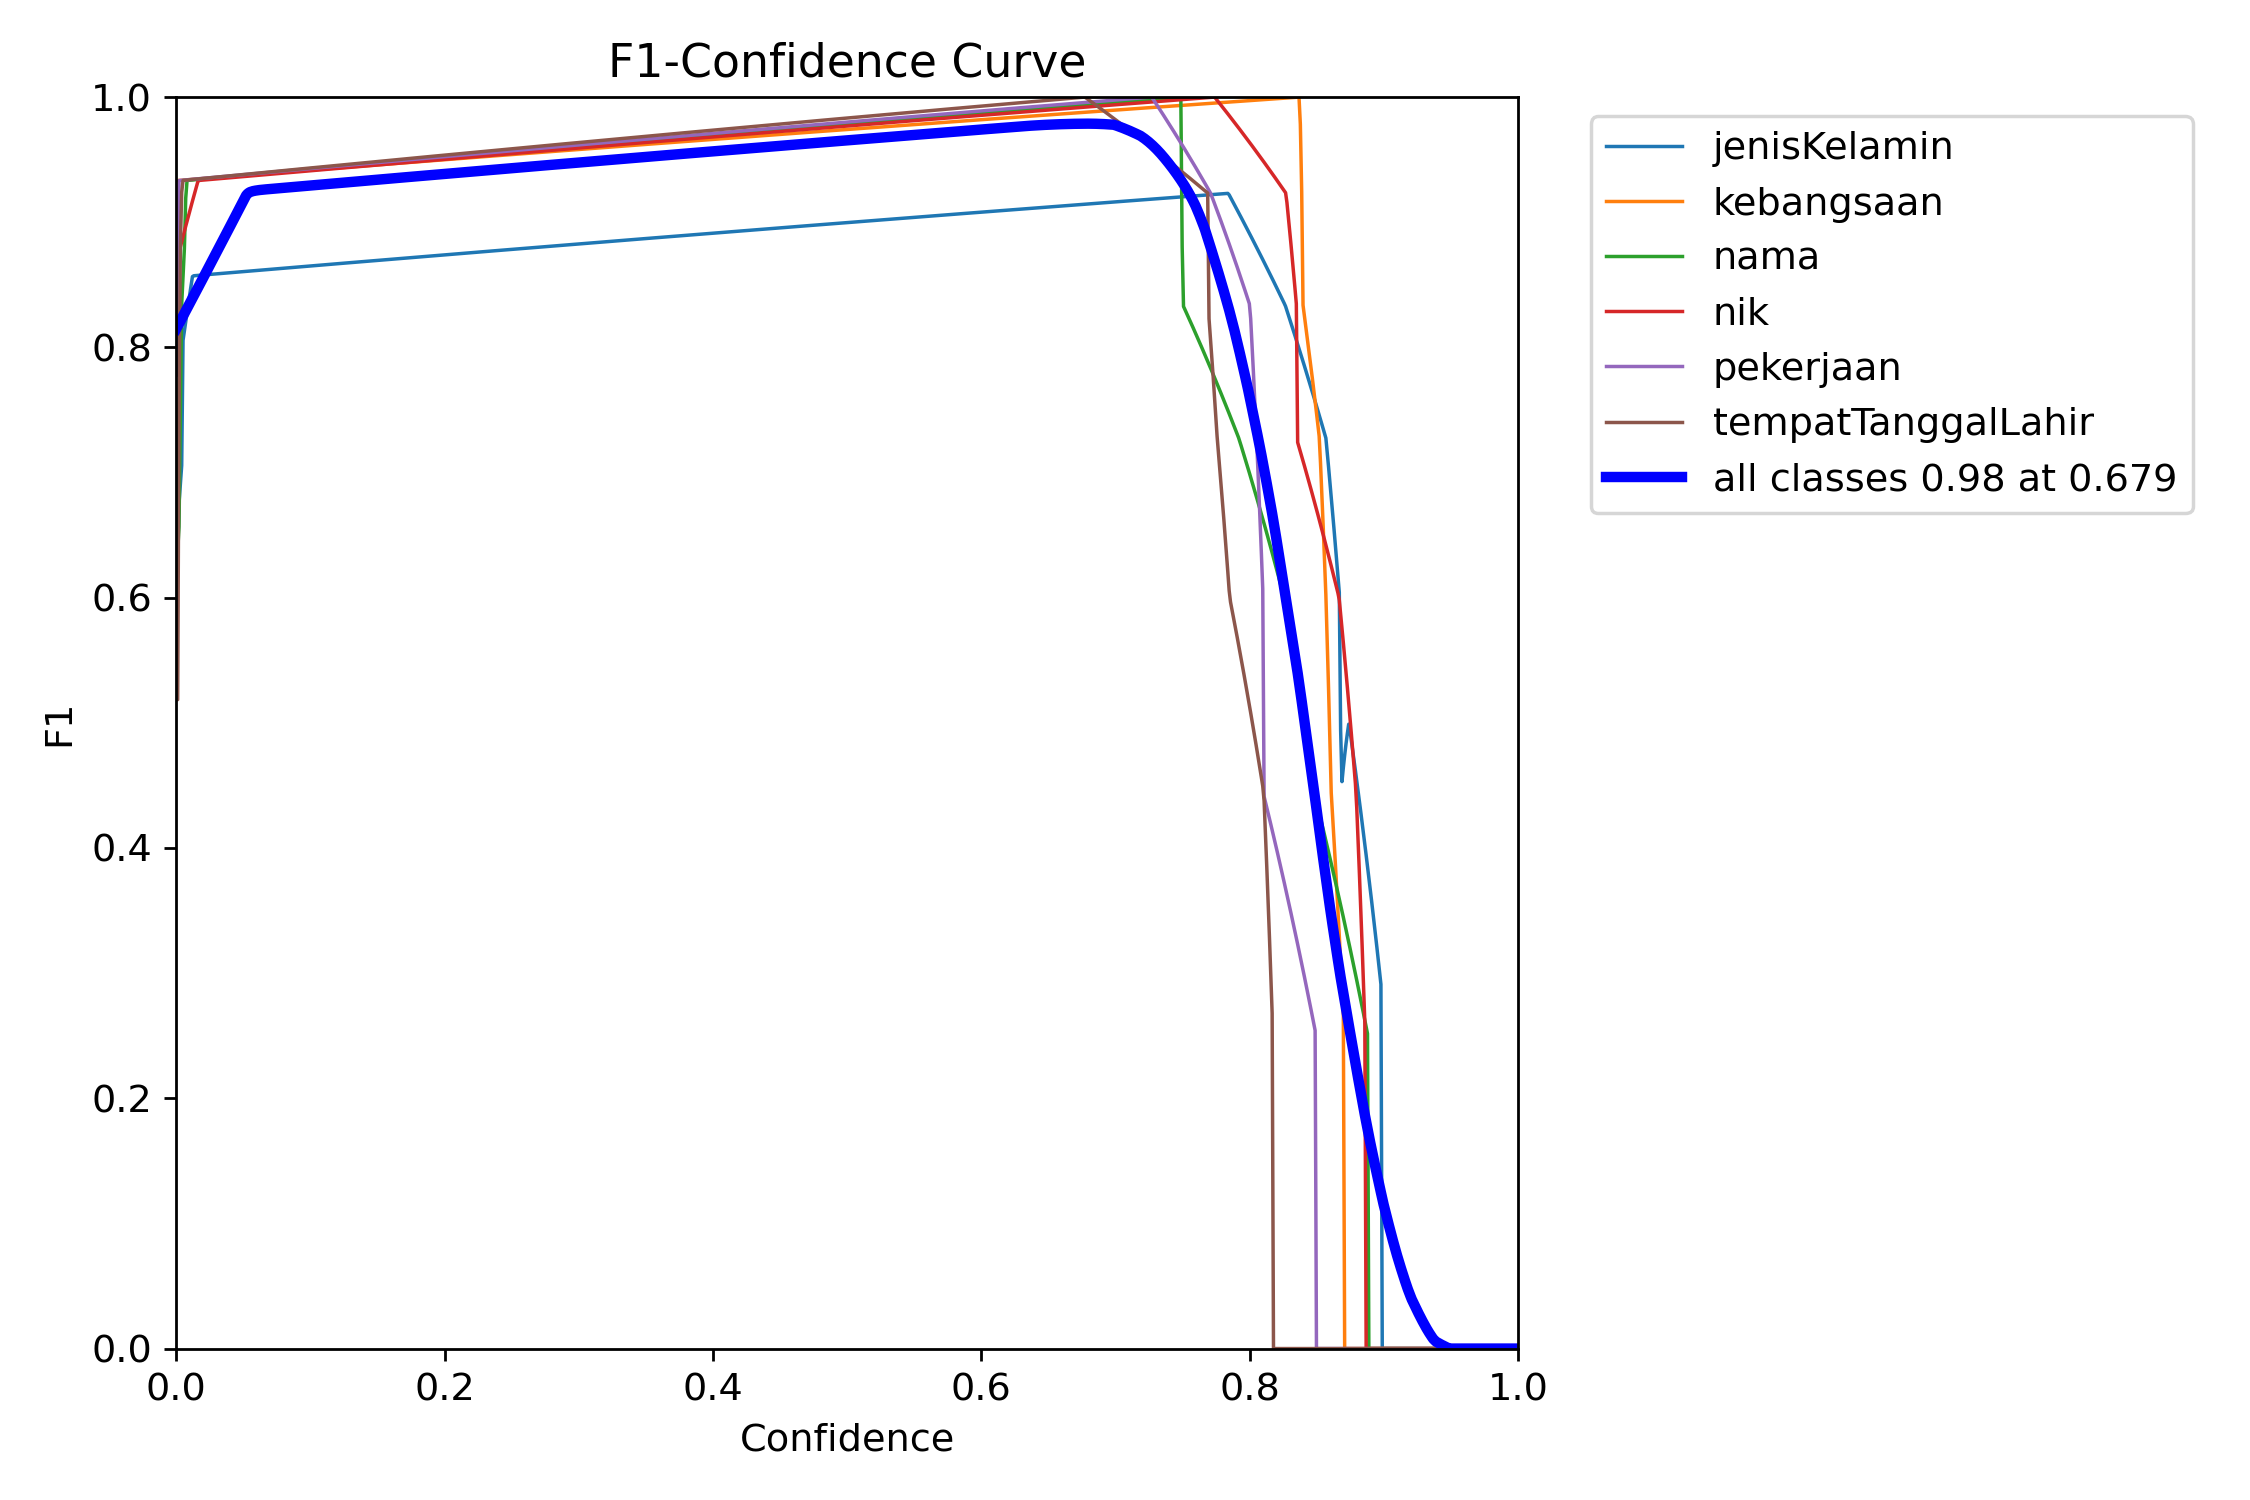 F1-Confidence Curve
1.0
0.8
0.6
0.4
0.2
0.0
F1
0.0 0.2 0.4 0.6 0.8 1.0
Confidence
jenisKelamin
kebangsaan
nama
nik
pekerjaan
tempatTanggalLahir
all classes 0.98 at 0.679